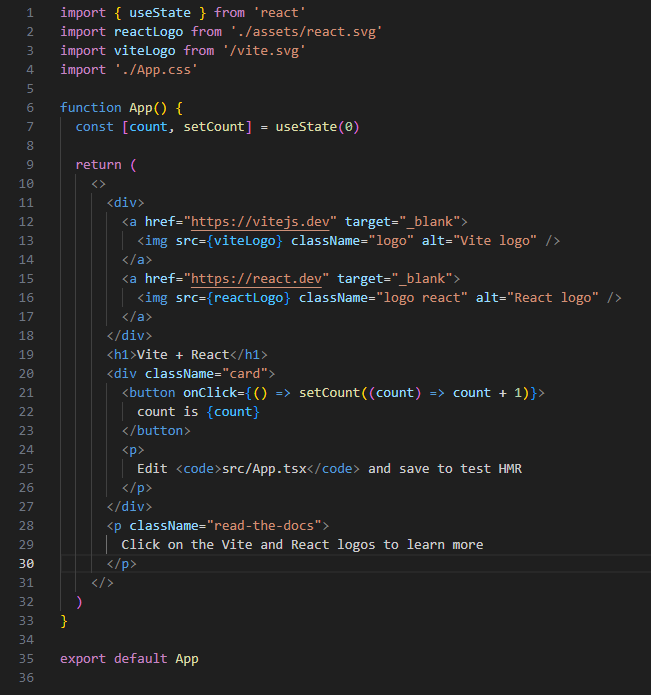 1 import { useState } from 'react'
2 import reactLogo from './assets/react.svg'
3 import viteLogo from '/vite.svg'
4 import './App.css'
5
6 function App() {
7   const [count, setCount] = useState(0)
8
9   return (
10     <>
11       <div>
12         <a href="https://vitejs.dev" target="_blank">
13           <img src={viteLogo} className="logo" alt="Vite logo" />
14         </a>
15         <a href="https://react.dev" target="_blank">
16           <img src={reactLogo} className="logo react" alt="React logo" />
17         </a>
18       </div>
19       <h1>Vite + React</h1>
20       <div className="card">
21         <button onClick={() => setCount((count) => count + 1)}>
22           count is {count}
23         </button>
24         <p>
25           Edit <code>src/App.tsx</code> and save to test HMR
26         </p>
27       </div>
28       <p className="read-the-docs">
29         Click on the Vite and React logos to learn more
30       </p>
31     </>
32   )
33 }
34
35 export default App
36